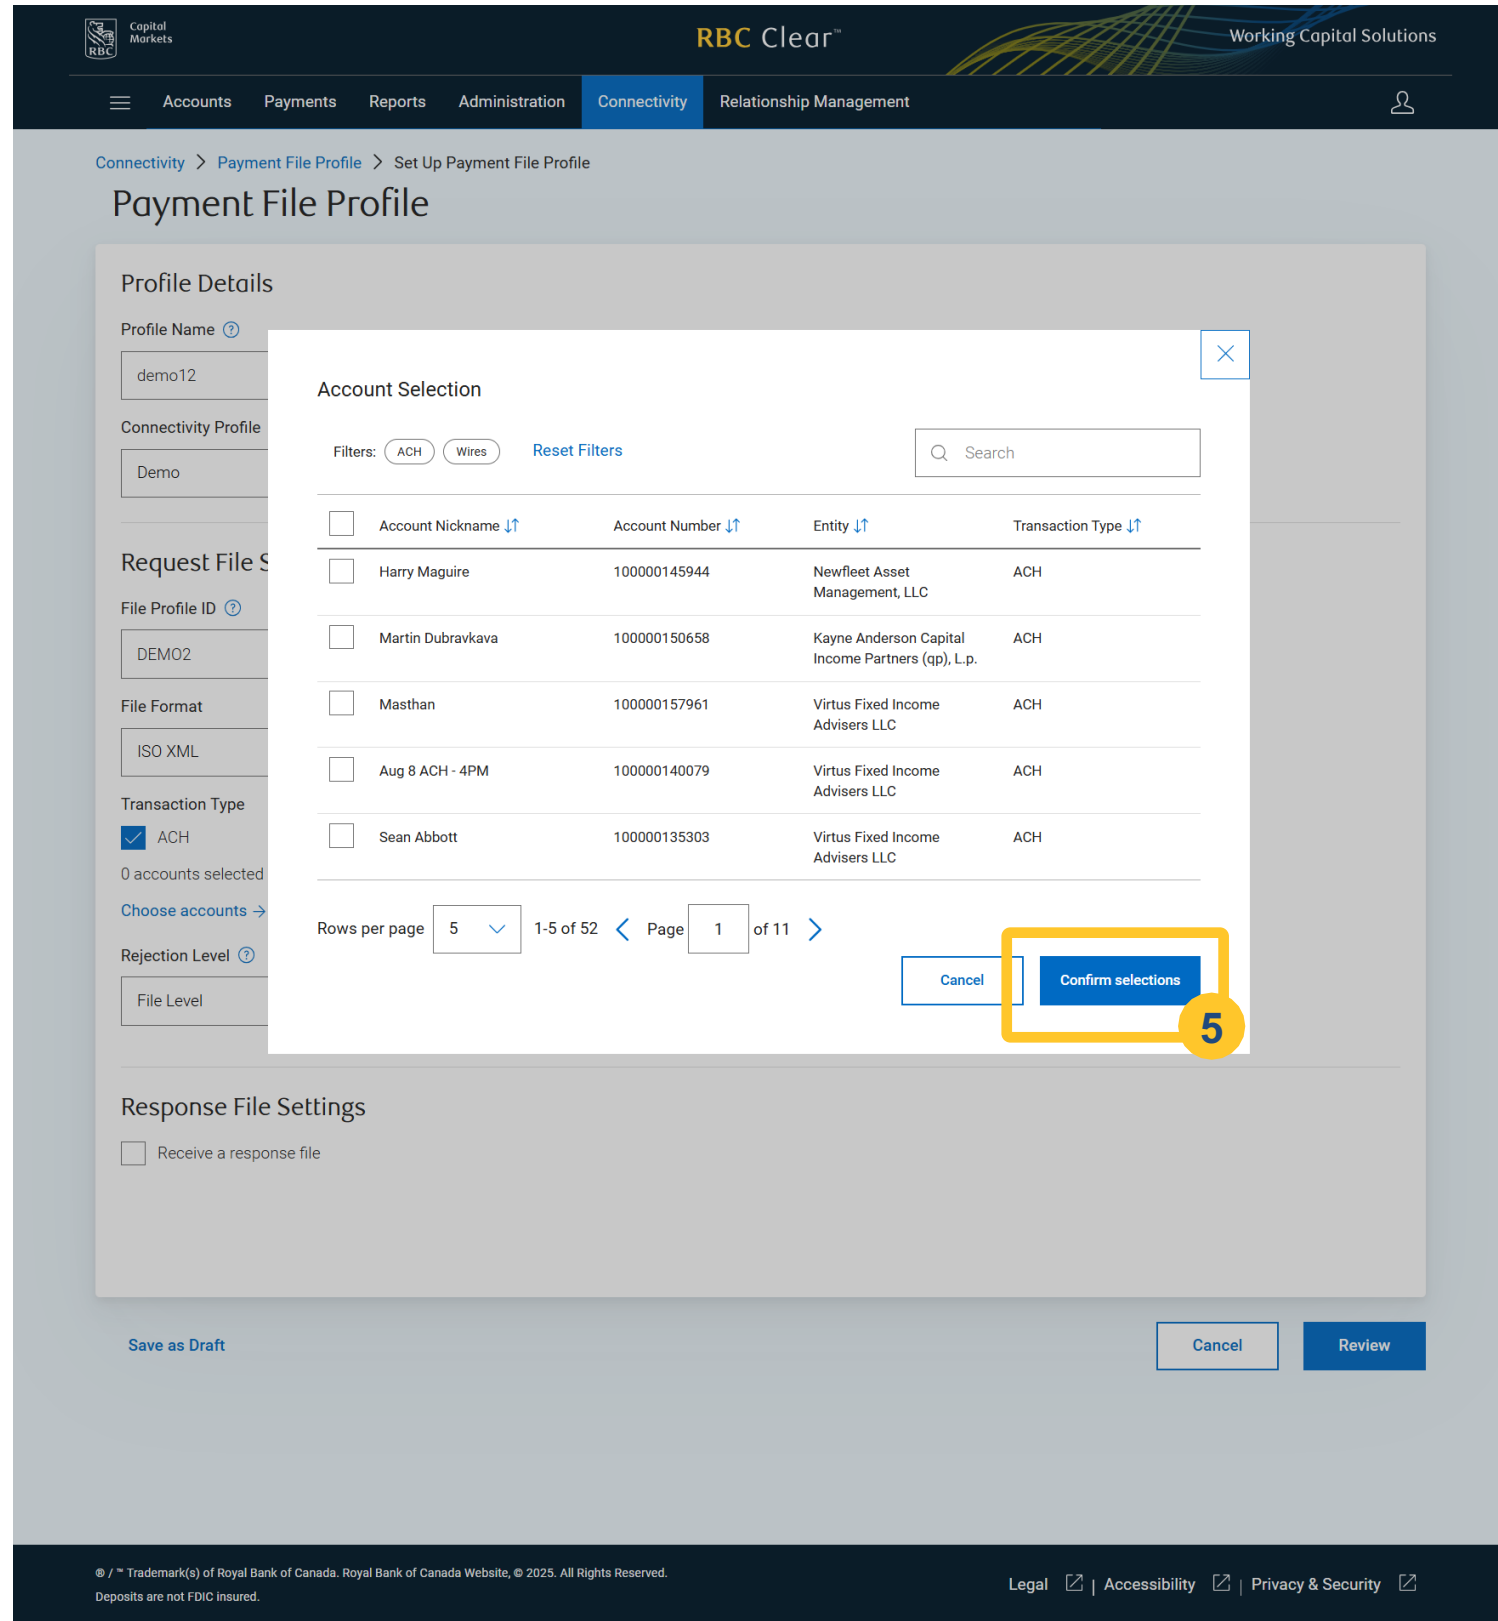 Capital
Markets
RBC
RBC Clear™
Working Capital Solutions
Accounts Payments Reports Administration Connectivity Relationship Management
Connectivity > Payment File Profile > Set Up Payment File Profile
Payment File Profile
Profile Details
Profile Name ?
demo12
Connectivity Profile
Demo
Request File S
File Profile ID ?
DEMO2
File Format
ISO XML
Transaction Type
ACH
0 accounts selected
Choose accounts →
Rejection Level ?
File Level
Account Selection
Filters: ACH Wires Reset Filters
Search
Account Nickname Account Number Entity Transaction Type
Harry Maguire 100000145944 Newfleet Asset ACH
Management, LLC
Martin Dubravkava 100000150658 Kayne Anderson Capital ACH
Income Partners (qp), L.p.
Masthan 100000157961 Virtus Fixed Income ACH
Advisers LLC
Aug 8 ACH - 4PM 100000140079 Virtus Fixed Income ACH
Advisers LLC
Sean Abbott 100000135303 Virtus Fixed Income ACH
Advisers LLC
Rows per page 5 1-5 of 52 Page 1 of 11
Cancel Confirm selections
5
Response File Settings
Receive a response file
Save as Draft Cancel Review
® / ™ Trademark(s) of Royal Bank of Canada. Royal Bank of Canada Website, © 2025. All Rights Reserved.
Deposits are not FDIC insured.
Legal | Accessibility | Privacy & Security